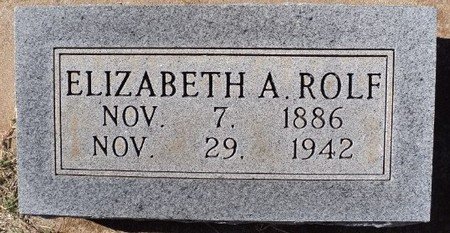 ELIZABETH A. ROLF
NOV. 7, 1886
NOV. 29, 1942